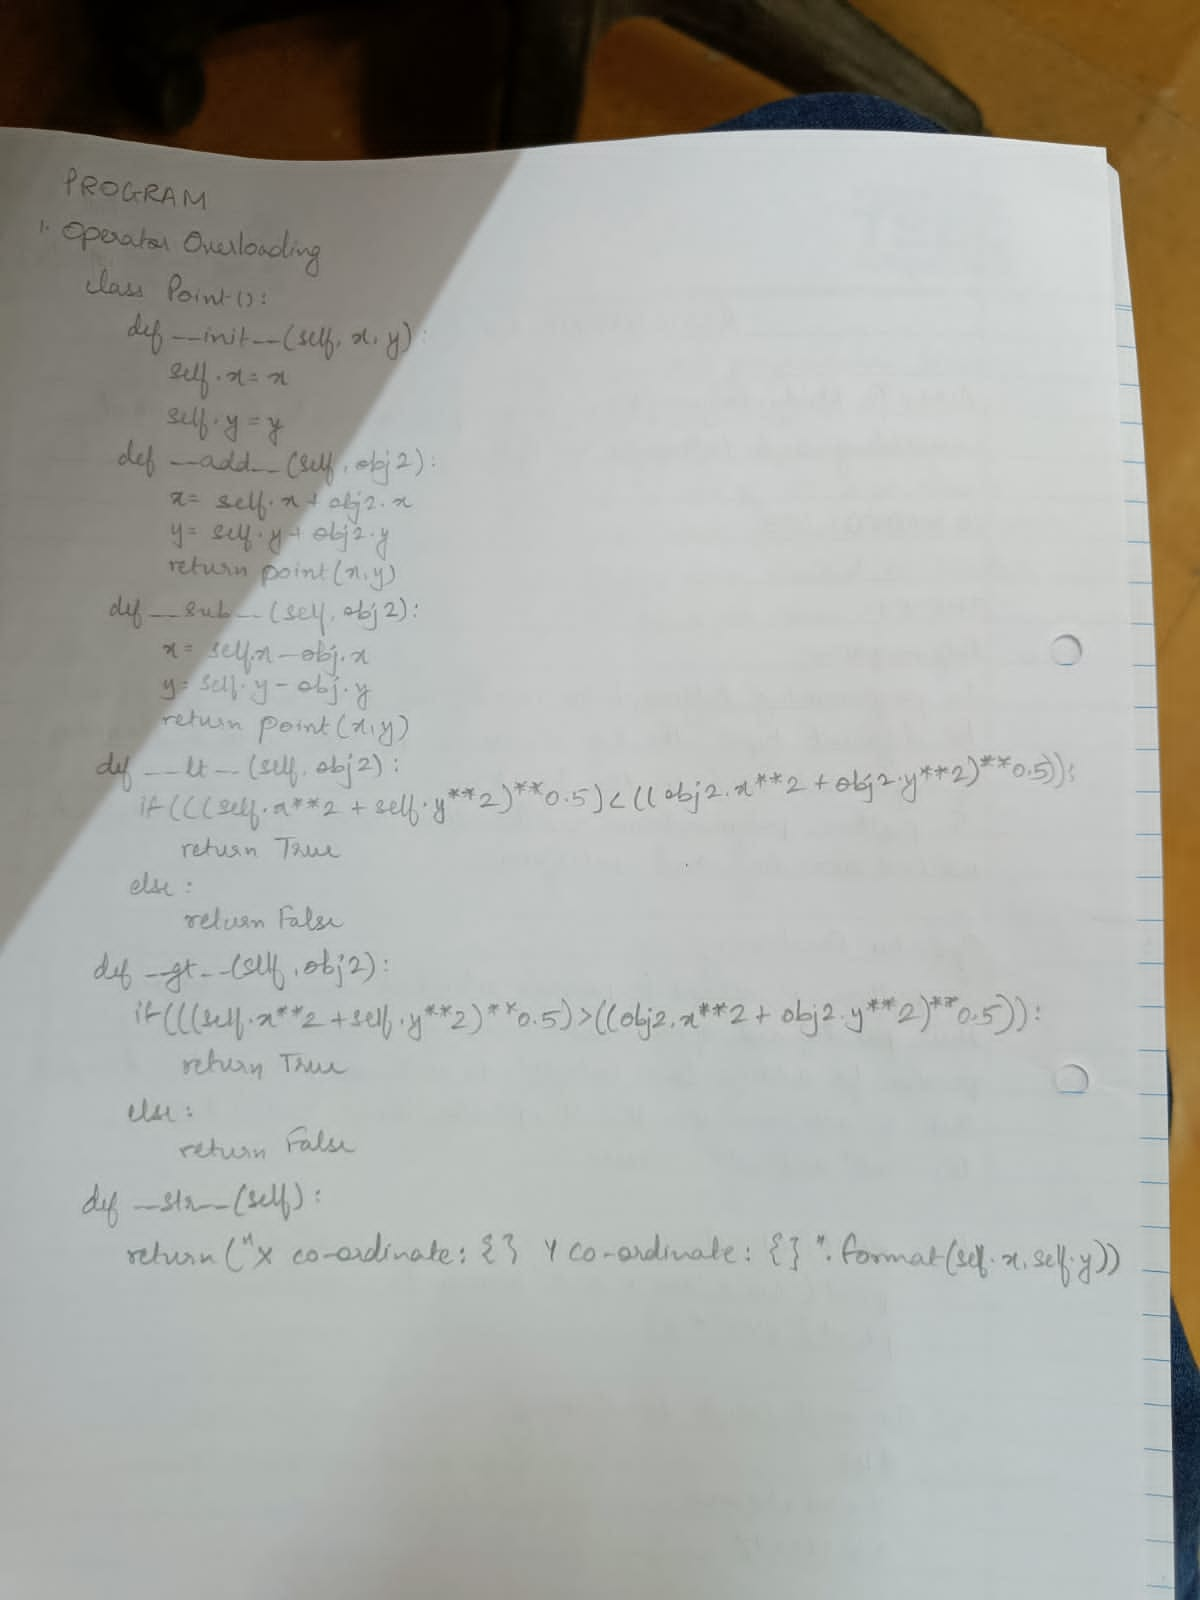 PROGRAM
1. Operator Overloading
class Point():
def __init__(self, x, y):
self.x = x
self.y = y
def __add__(self, obj2):
x = self.x + obj2.x
y = self.y + obj2.y
return point(x,y)
def __sub__(self, obj2):
x = self.x - obj.x
y = self.y - obj.y
return point(x,y)
def __lt__(self, obj2):
if(((self.x**2 + self.y**2)**0.5)<((obj2.x**2 + obj2.y**2)**0.5)):
return True
else:
return False
def __gt__(self, obj2):
if(((self.x**2 + self.y**2)**0.5)>((obj2.x**2 + obj2.y**2)**0.5)):
return True
else:
return False
def __str__(self):
return("X co-ordinate: {} Y co-ordinate: {}".format(self.x, self.y))